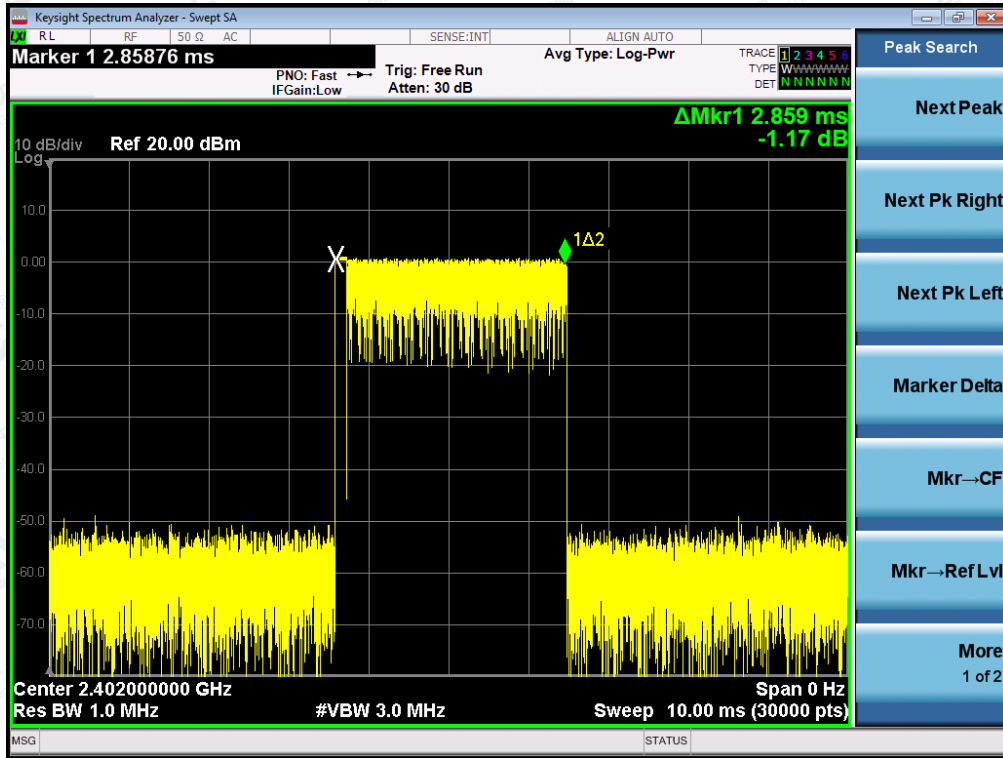 Keysight Spectrum Analyzer - Swept SA
LXI RL RF 50 Ω AC SENSE:INT ALIGN AUTO
Marker 1 2.85876 ms
PNO: Fast
IFGain:Low
Trig: Free Run
Atten: 30 dB
Avg Type: Log-Pwr
TRACE 1 2 3 4 5 6
TYPE WWWWWW
DET N N N N N N
ΔMkr1 2.859 ms
-1.17 dB
10 dB/div Ref 20.00 dBm
Log
10.0
1Δ2
0.00
-10.0
-20.0
-30.0
-40.0
-50.0
-60.0
-70.0
Center 2.402000000 GHz Span 0 Hz
Res BW 1.0 MHz #VBW 3.0 MHz Sweep 10.00 ms (30000 pts)
MSG STATUS
Peak Search
Next Peak
Next Pk Right
Next Pk Left
Marker Delta
Mkr→CF
Mkr→Ref Lvl
More
1 of 2